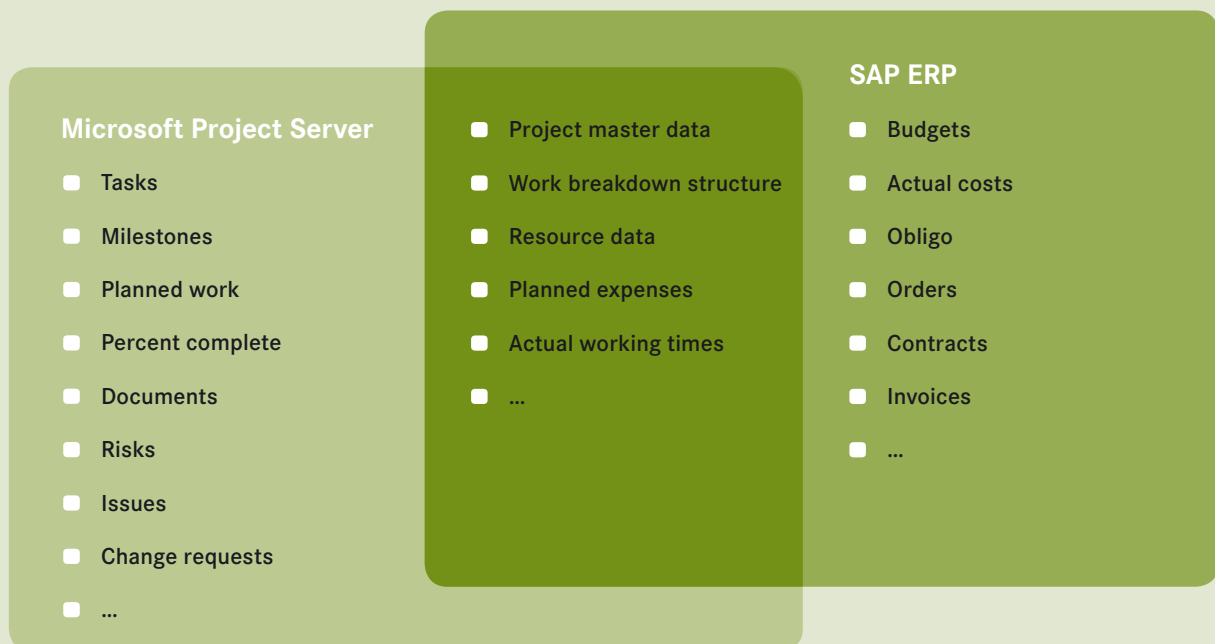 Microsoft Project Server
Tasks
Milestones
Planned work
Percent complete
Documents
Risks
Issues
Change requests
...
Project master data
Work breakdown structure
Resource data
Planned expenses
Actual working times
...
SAP ERP
Budgets
Actual costs
Obligo
Orders
Contracts
Invoices
...